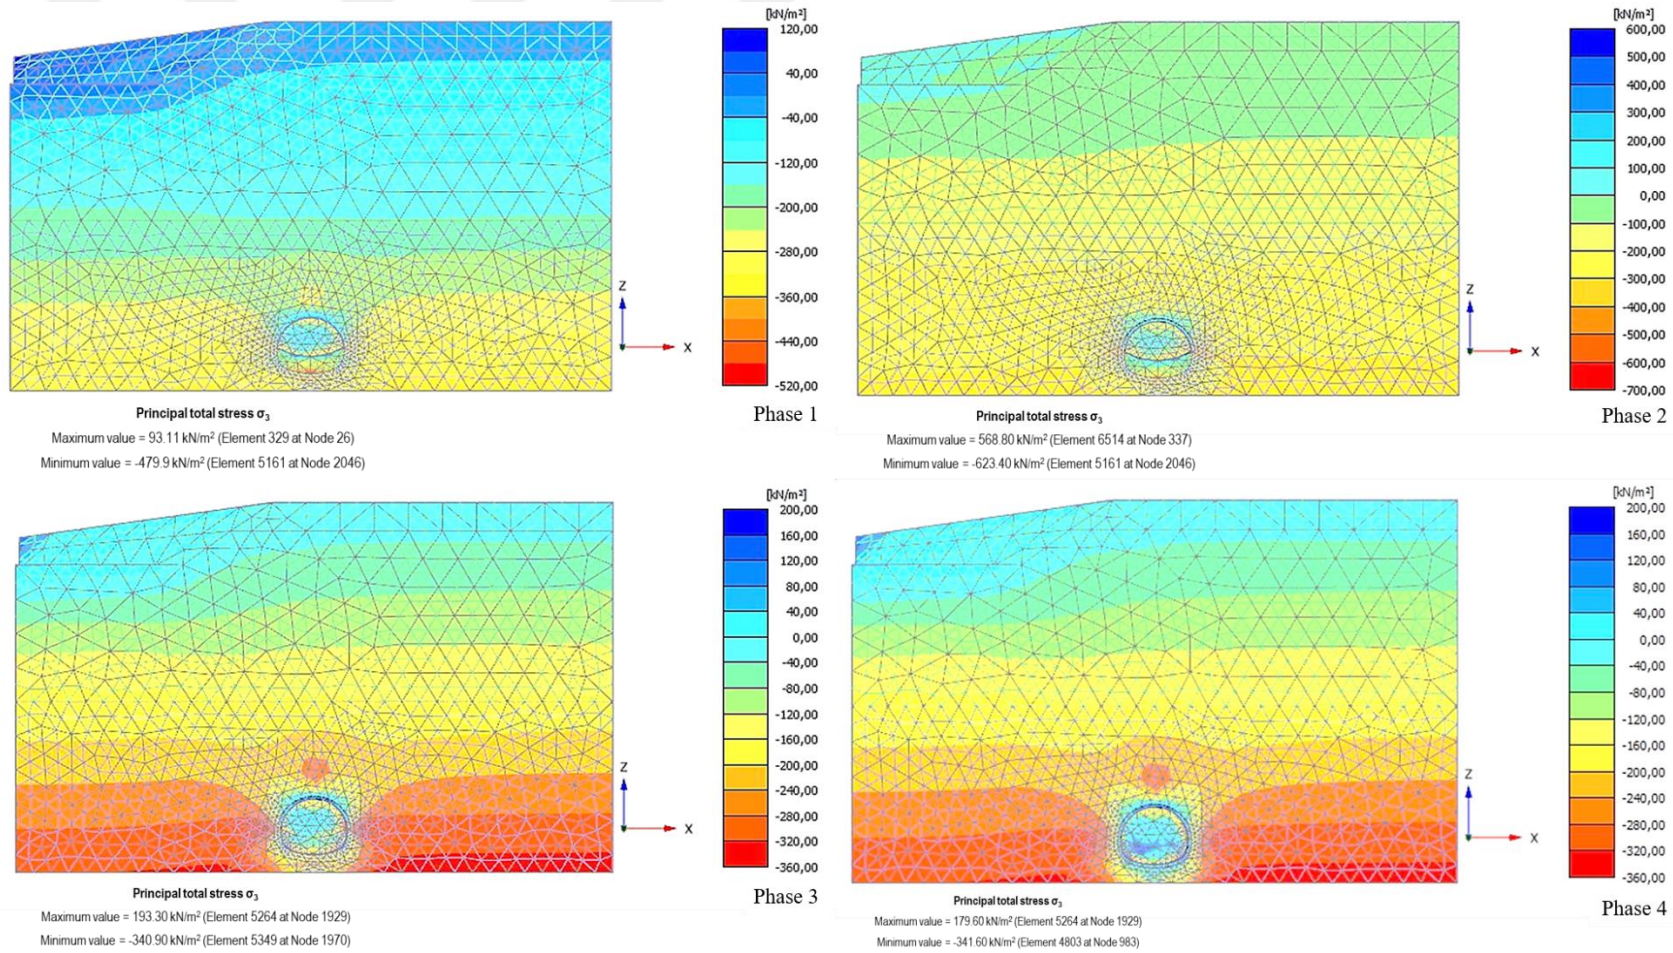 [kN/m²]
120,00
40,00
-40,00
-120,00
-200,00
-280,00
-360,00
-440,00
-520,00
Z
X
Phase 1
Principal total stress σ3
Maximum value = 93.11 kN/m² (Element 329 at Node 26)
Minimum value = -479.9 kN/m² (Element 5161 at Node 2046)
[kN/m²]
600,00
500,00
400,00
300,00
200,00
100,00
0,00
-100,00
-200,00
-300,00
-400,00
-500,00
-600,00
-700,00
Z
X
Phase 2
Principal total stress σ3
Maximum value = 568.80 kN/m² (Element 6514 at Node 337)
Minimum value = -623.40 kN/m² (Element 5161 at Node 2046)
[kN/m²]
200,00
160,00
120,00
80,00
40,00
0,00
-40,00
-80,00
-120,00
-160,00
-200,00
-240,00
-280,00
-320,00
-360,00
Z
X
Phase 3
Principal total stress σ3
Maximum value = 193.30 kN/m² (Element 5264 at Node 1929)
Minimum value = -340.90 kN/m² (Element 5349 at Node 1970)
[kN/m²]
200,00
160,00
120,00
80,00
40,00
0,00
-40,00
-80,00
-120,00
-160,00
-200,00
-240,00
-280,00
-320,00
-360,00
Z
X
Phase 4
Principal total stress σ3
Maximum value = 179.60 kN/m² (Element 5264 at Node 1929)
Minimum value = -341.60 kN/m² (Element 4803 at Node 983)